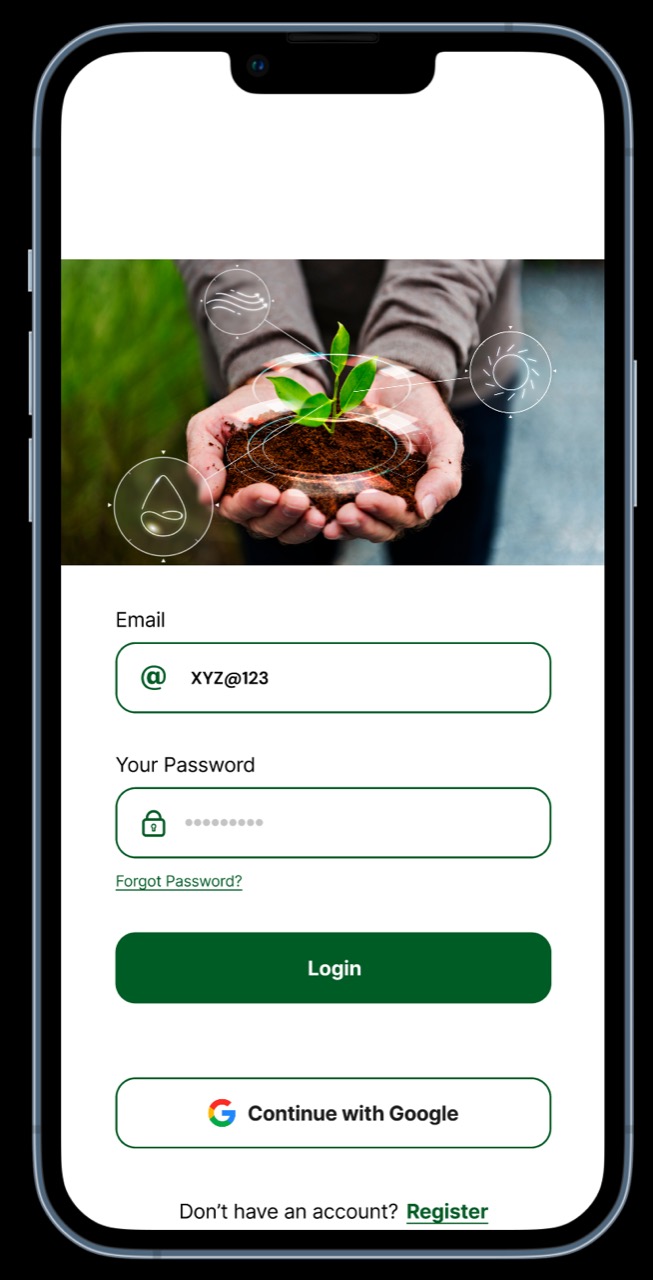 Email
@ XYZ@123
Your Password
•••••••••
Forgot Password?
Login
Continue with Google
Don’t have an account? Register